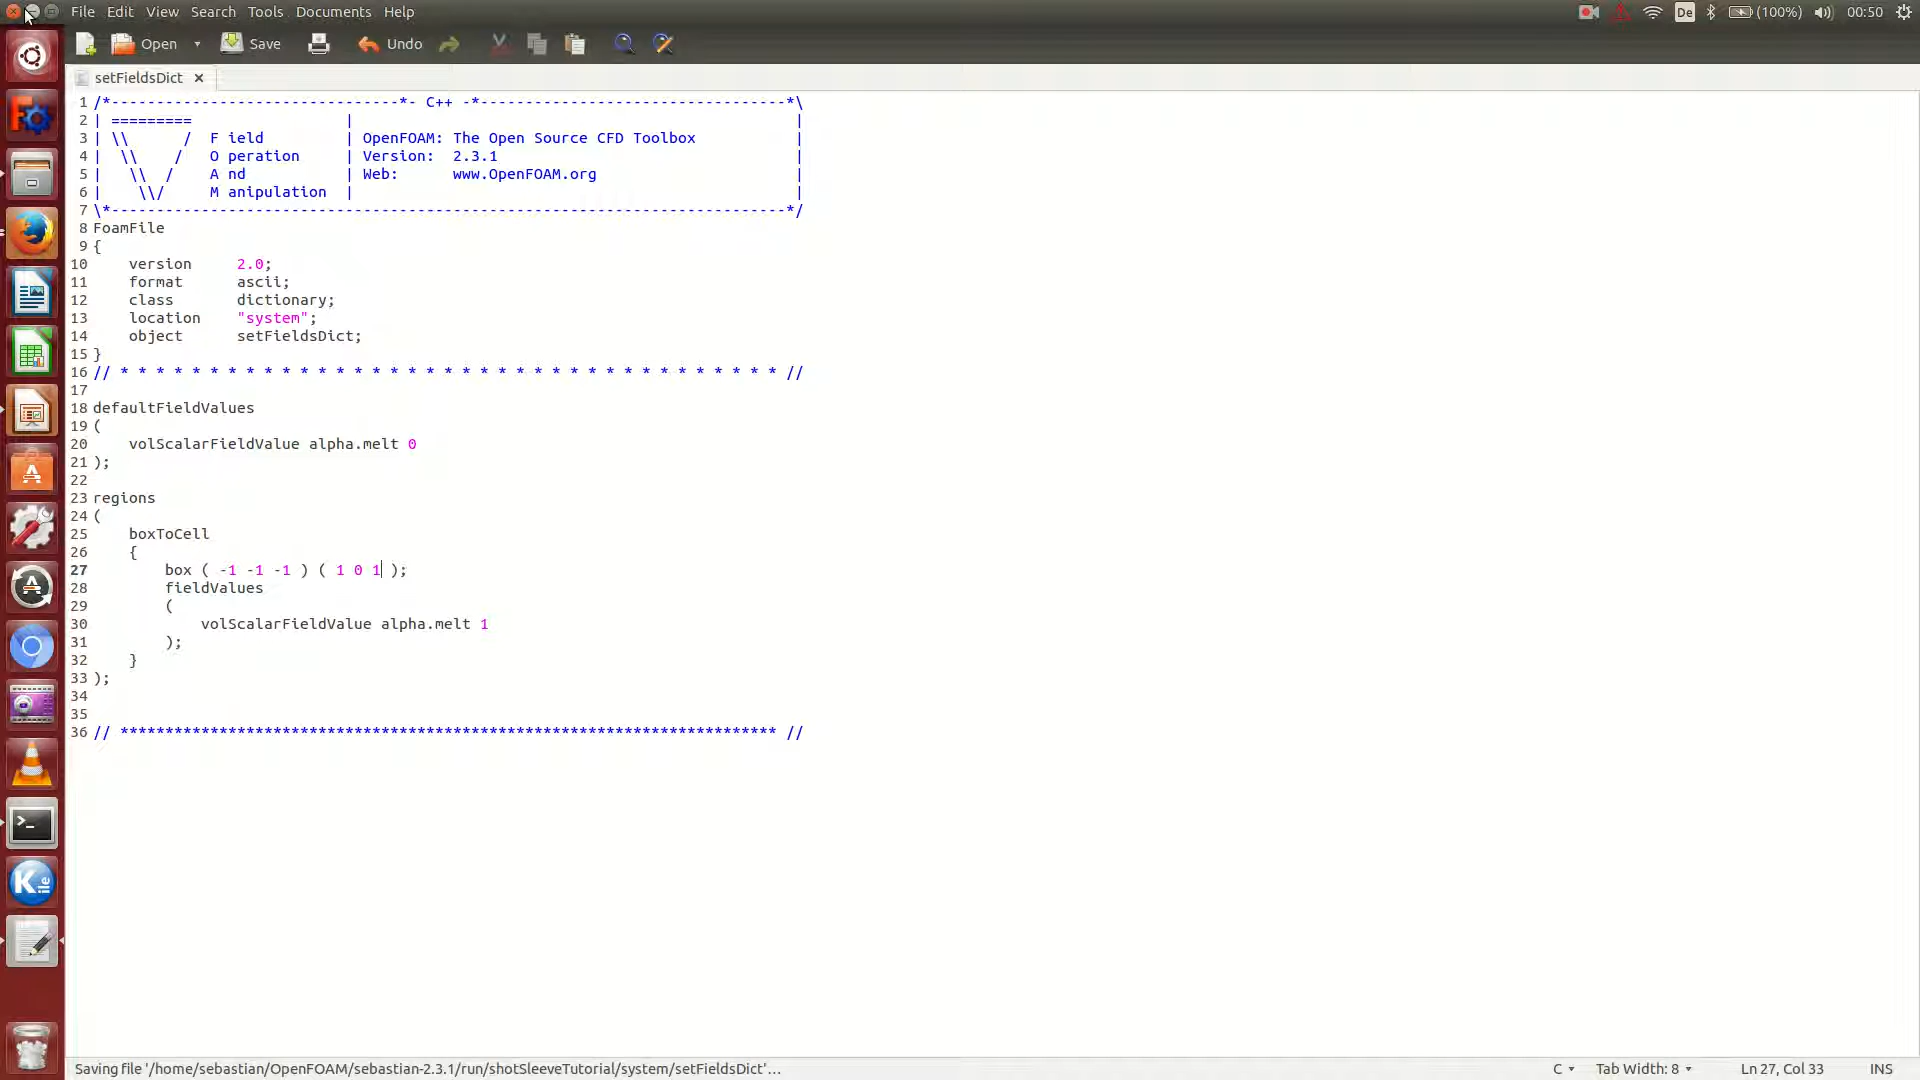 File Edit View Search Tools Documents Help De (100%) 00:50
Open Save Undo
setFieldsDict
1 /*--------------------------------*- C++ -*----------------------------------*\
2 | =========                 |                                                 |
3 | \\      /  F ield         | OpenFOAM: The Open Source CFD Toolbox           |
4 |  \\    /   O peration     | Version:  2.3.1                                 |
5 |   \\  /    A nd           | Web:      www.OpenFOAM.org                      |
6 |    \\/     M anipulation  |                                                 |
7 \*---------------------------------------------------------------------------*/
8 FoamFile
9 {
10     version     2.0;
11     format      ascii;
12     class       dictionary;
13     location    "system";
14     object      setFieldsDict;
15 }
16 // * * * * * * * * * * * * * * * * * * * * * * * * * * * * * * * * * * * * * //
17
18 defaultFieldValues
19 (
20     volScalarFieldValue alpha.melt 0
21 );
22
23 regions
24 (
25     boxToCell
26     {
27         box ( -1 -1 -1 ) ( 1 0 1 );
28         fieldValues
29         (
30             volScalarFieldValue alpha.melt 1
31         );
32     }
33 );
34
35
36 // ************************************************************************* //
Saving file '/home/sebastian/OpenFOAM/sebastian-2.3.1/run/shotSleeveTutorial/system/setFieldsDict'... C Tab Width: 8 Ln 27, Col 33 INS